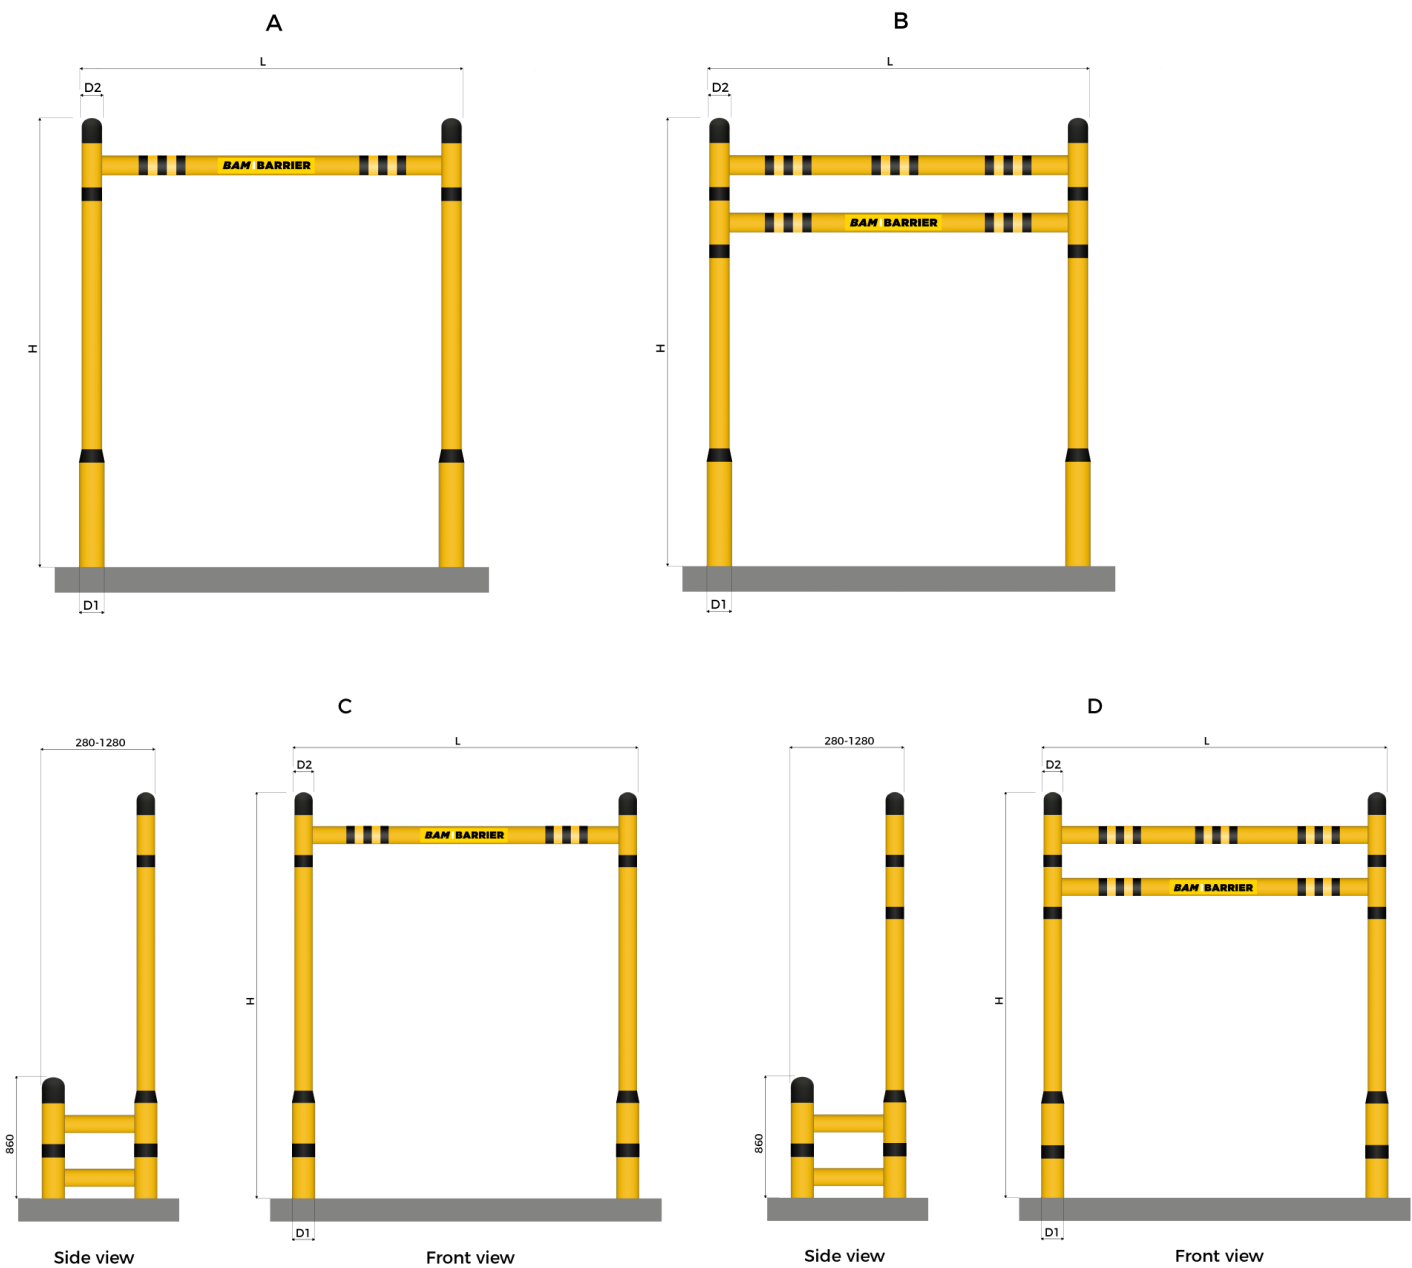 A
L
D2
BAM BARRIER
H
D1
B
L
D2
BAM BARRIER
H
D1
C
280-1280
860
Side view
L
D2
BAM BARRIER
H
D1
Front view
D
280-1280
860
Side view
L
D2
BAM BARRIER
H
D1
Front view